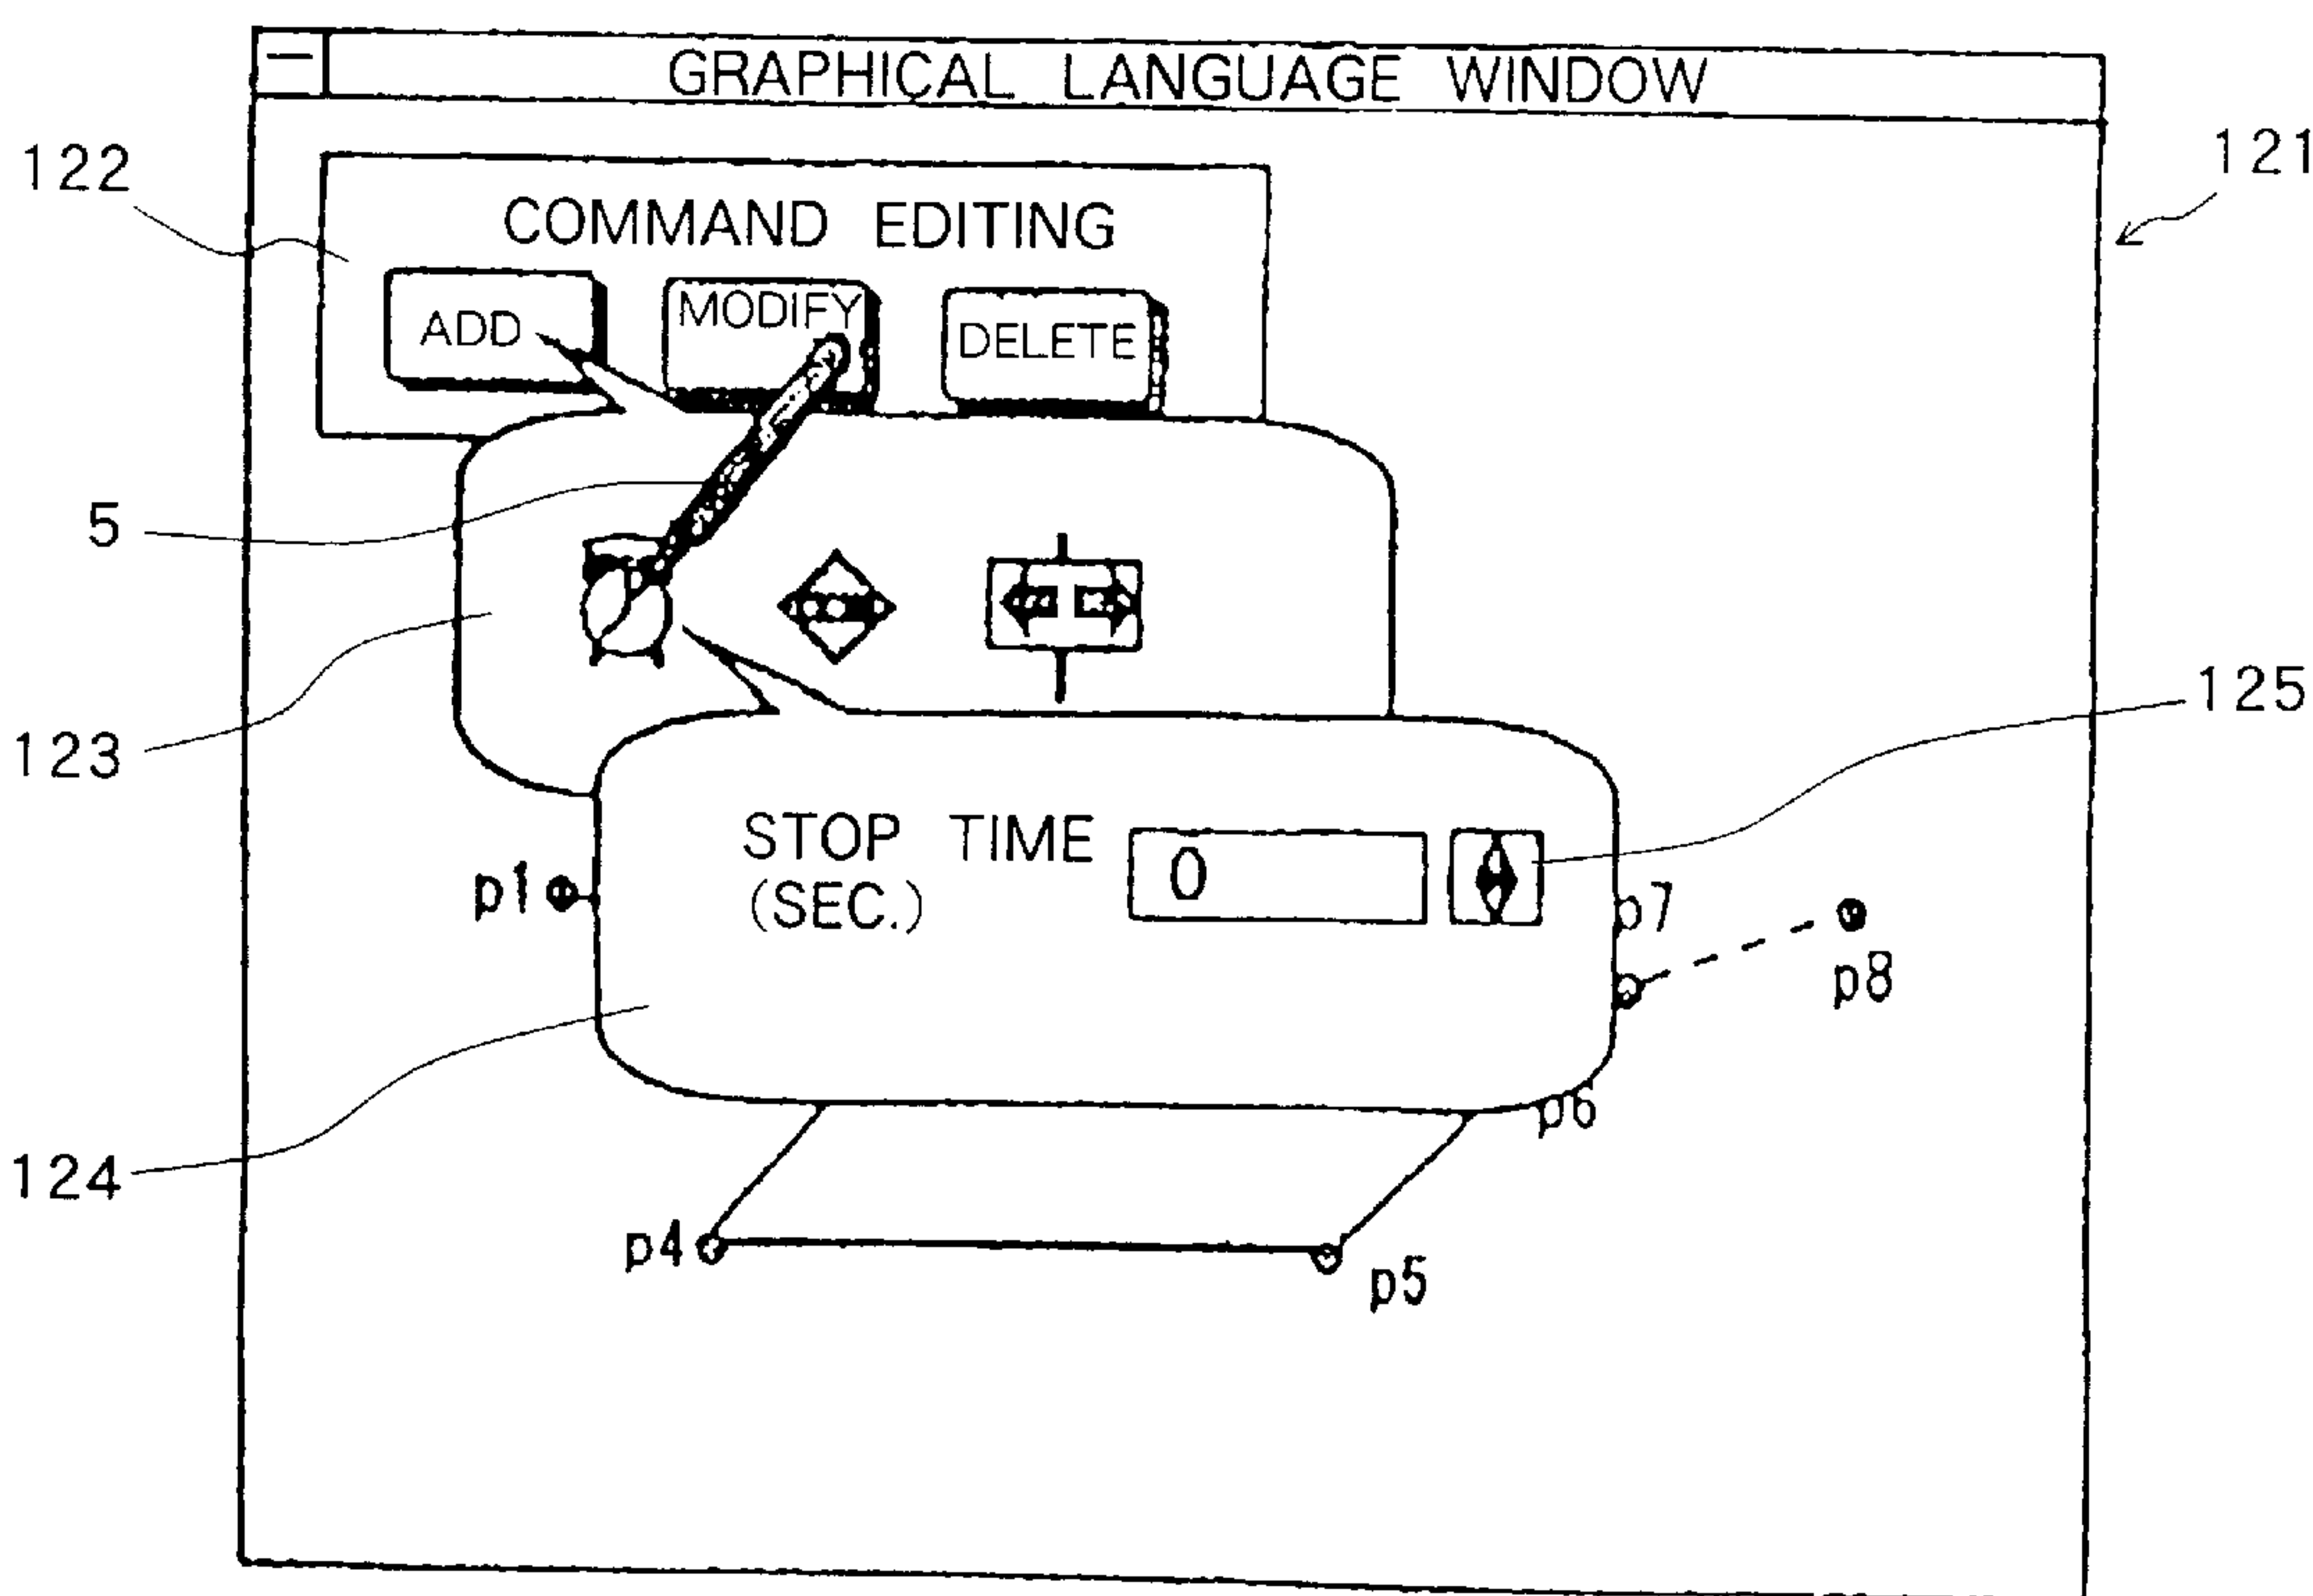 GRAPHICAL LANGUAGE WINDOW
122
121
COMMAND EDITING
ADD
MODIFY
DELETE
5
125
123
STOP TIME
(SEC.)
0
p1
p7
p8
p6
124
p4
p5